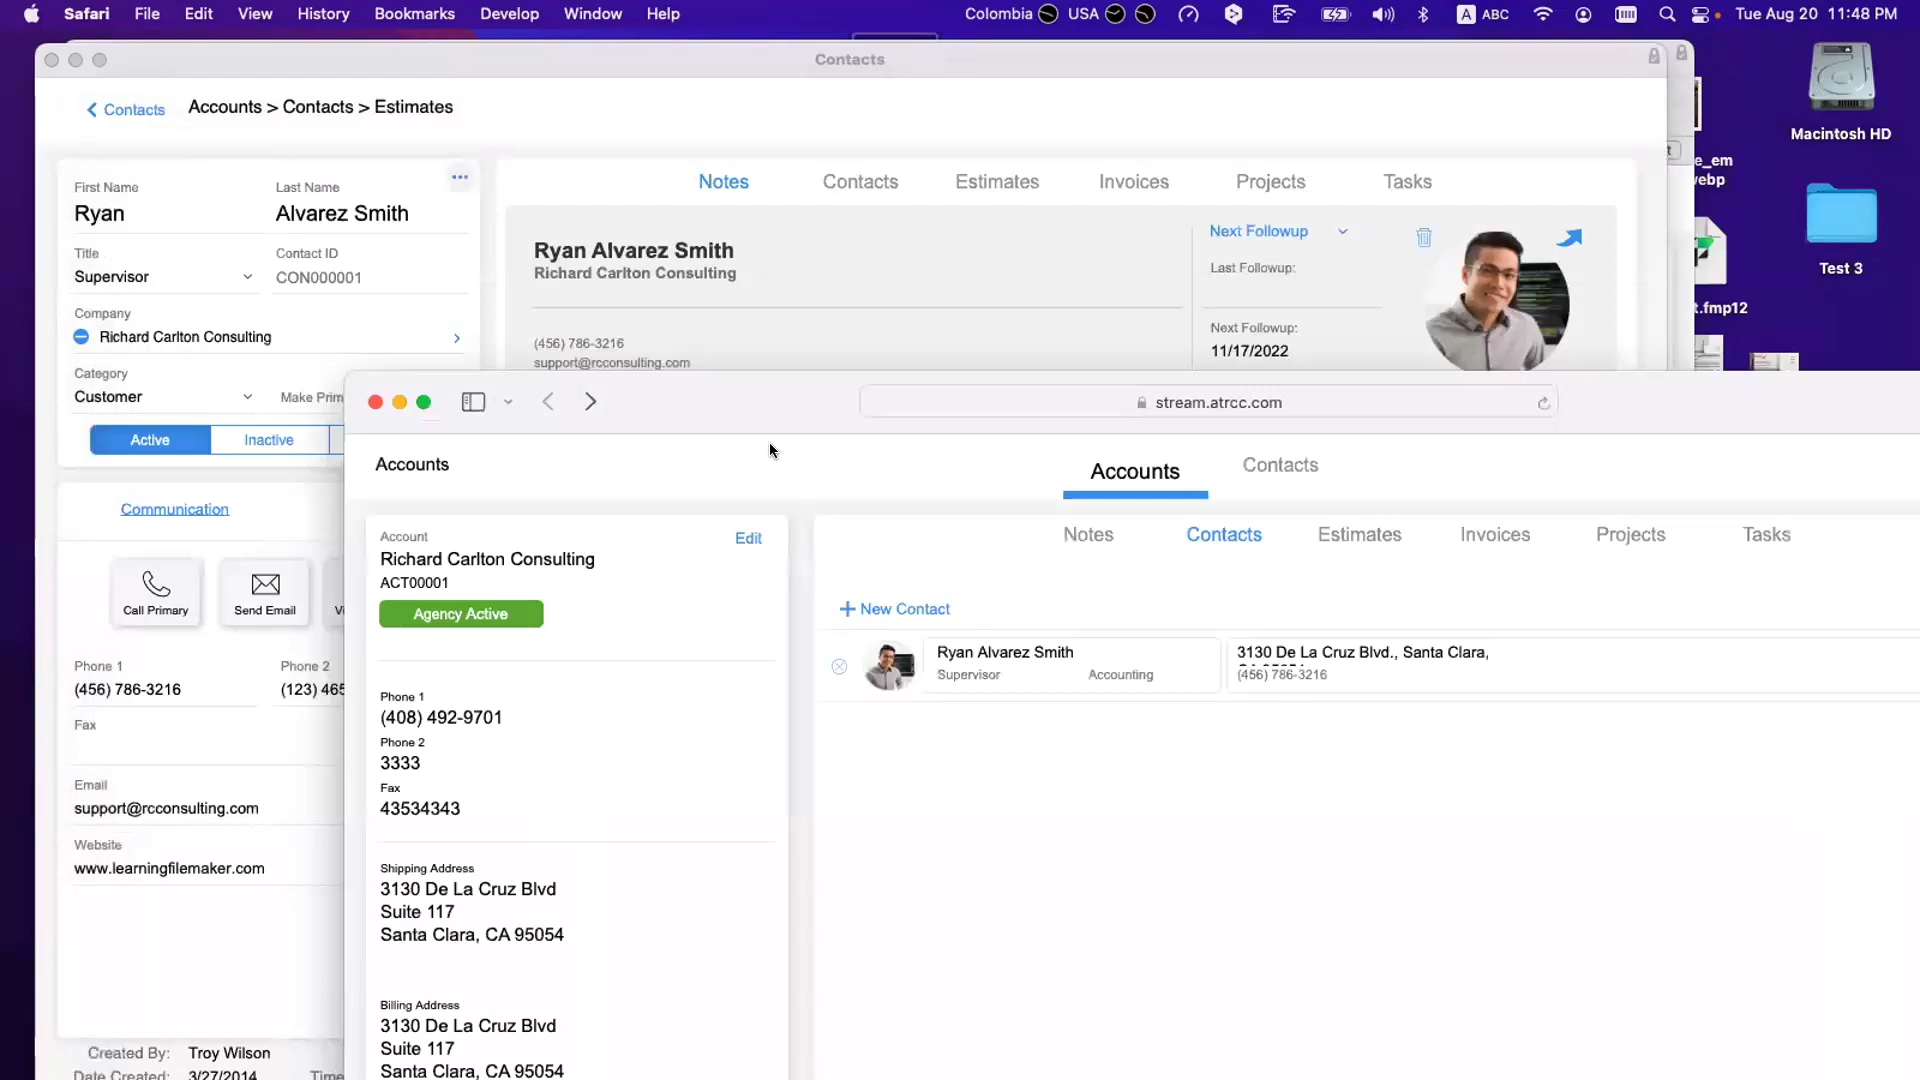 Safari File Edit View History Bookmarks Develop Window Help
Colombia USA A ABC Tue Aug 20 11:48 PM
Contacts
Contacts Accounts > Contacts > Estimates
First Name Last Name
Ryan Alvarez Smith
Title Contact ID
Supervisor CON000001
Company
Richard Carlton Consulting
Category
Customer Make Prim
Active Inactive
Communication
Call Primary Send Email
Phone 1 Phone 2
(456) 786-3216 (123) 465
Fax
Email
support@rcconsulting.com
Website
www.learningfilemaker.com
Created By: Troy Wilson
Date Created: 3/27/2014 Time
Notes Contacts Estimates Invoices Projects Tasks
Ryan Alvarez Smith
Richard Carlton Consulting
(456) 786-3216
support@rcconsulting.com
Next Followup
Last Followup:
Next Followup:
11/17/2022
stream.atrcc.com
Accounts
Accounts Contacts
Account Edit
Richard Carlton Consulting
ACT00001
Agency Active
Phone 1
(408) 492-9701
Phone 2
3333
Fax
43534343
Shipping Address
3130 De La Cruz Blvd
Suite 117
Santa Clara, CA 95054
Billing Address
3130 De La Cruz Blvd
Suite 117
Santa Clara, CA 95054
Notes Contacts Estimates Invoices Projects Tasks
+ New Contact
Ryan Alvarez Smith
Supervisor Accounting
3130 De La Cruz Blvd., Santa Clara,
(456) 786-3216
Macintosh HD
e_em
webp
Test 3
t.fmp12